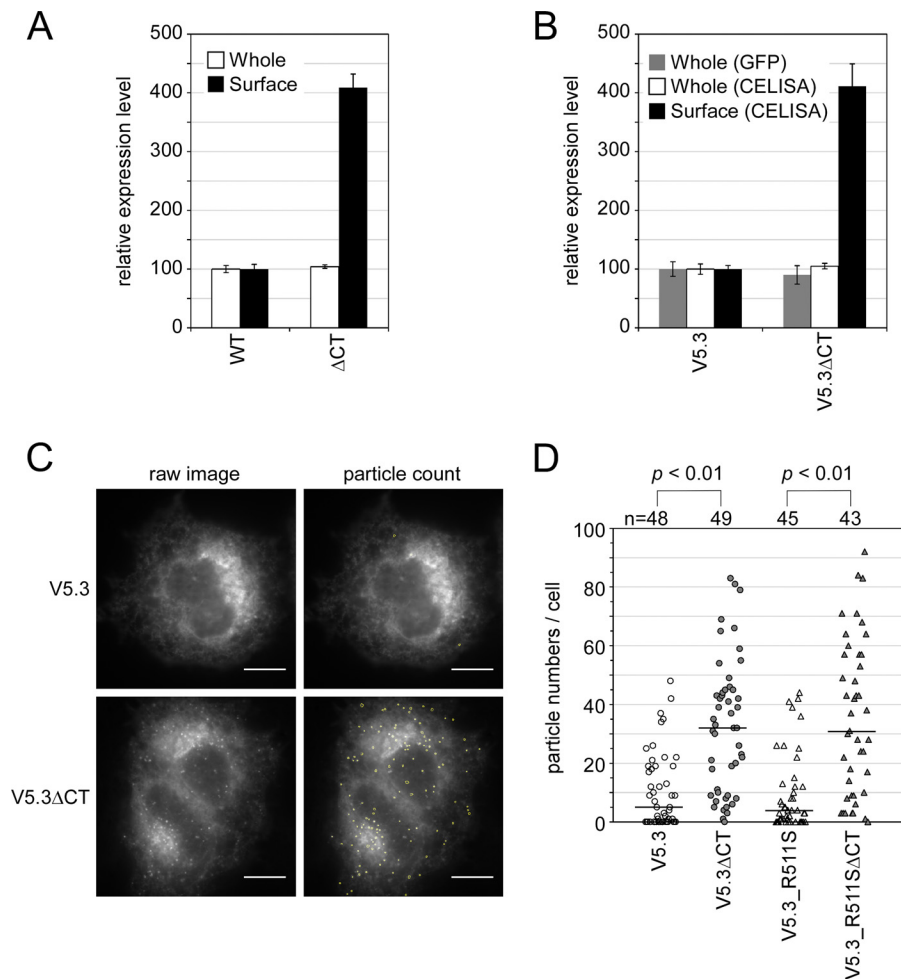 A
relative expression level
500
400
300
200
100
0
Whole
Surface
WT
ΔCT
B
relative expression level
500
400
300
200
100
0
Whole (GFP)
Whole (CELISA)
Surface (CELISA)
V5.3
V5.3ΔCT
C
raw image
particle count
V5.3
V5.3ΔCT
D
p < 0.01
p < 0.01
n=48
49
45
43
particle numbers / cell
100
80
60
40
20
0
V5.3
V5.3ΔCT
V5.3_R511S
V5.3_R511SΔCT